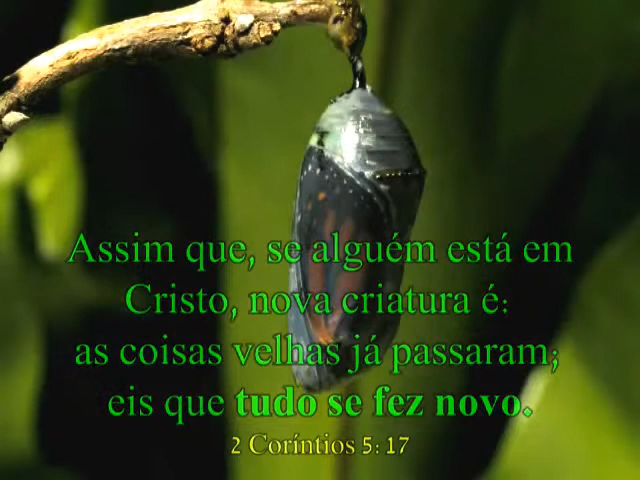 Assim que, se alguém está em
Cristo, nova criatura é:
as coisas velhas já passaram;
eis que tudo se fez novo.
2 Coríntios 5:17